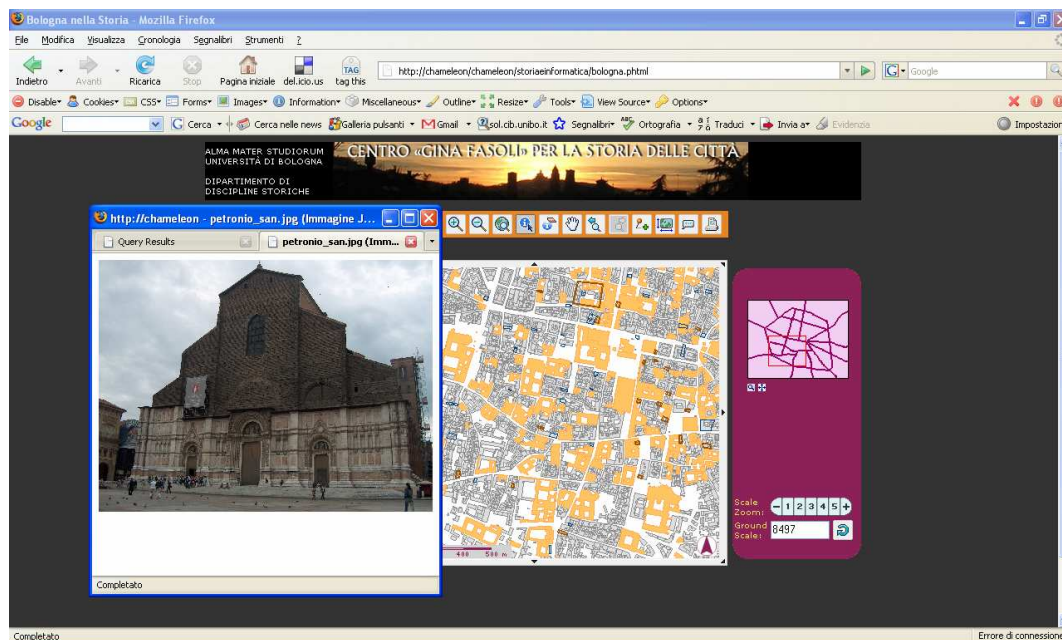 Bologna nella Storia - Mozilla Firefox
File Modifica Visualizza Cronologia Segnalibri Strumenti ?
Indietro Avanti Ricarica Stop Pagina iniziale del.icio.us tag this
TAG
http://chameleon/chameleon/storiaeinformatica/bologna.phtml
G Google
Disable Cookies CSS Forms Images Information Miscellaneous Outline Resize Tools View Source Options
Google Cerca Cerca nelle news Galleria pulsanti Gmail sol.cib.unibo.it Segnalibri Ortografia Traduci Invia a Evidenzia Impostazion
ALMA MATER STUDIORUM
UNIVERSITÀ DI BOLOGNA
DIPARTIMENTO DI
DISCIPLINE STORICHE
CENTRO «GINA FASOLI» PER LA STORIA DELLE CITTÀ
http://chameleon - petronio_san.jpg (Immagine J...
Query Results petronio_san.jpg (Imm...
Scale
Zoom: - 1 2 3 4 5 +
Ground
Scale: 8497
400 500 m
Completato
Completato Errore di connessione